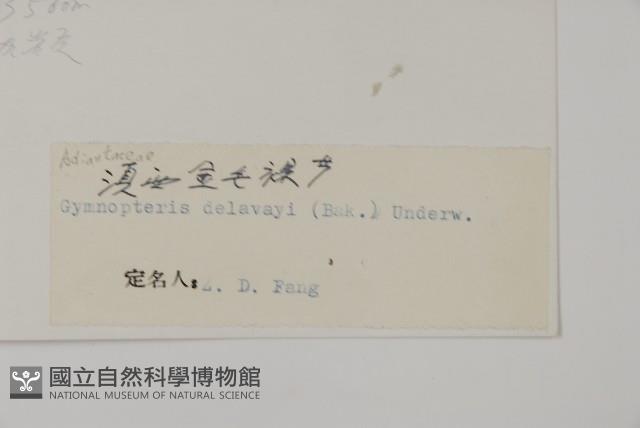 Adiantaceae
滇西金毛裸蕨
Gymnopteris delavayi (Bak.) Underw.
定名人: Z. D. Fang
國立自然科學博物館
NATIONAL MUSEUM OF NATURAL SCIENCE